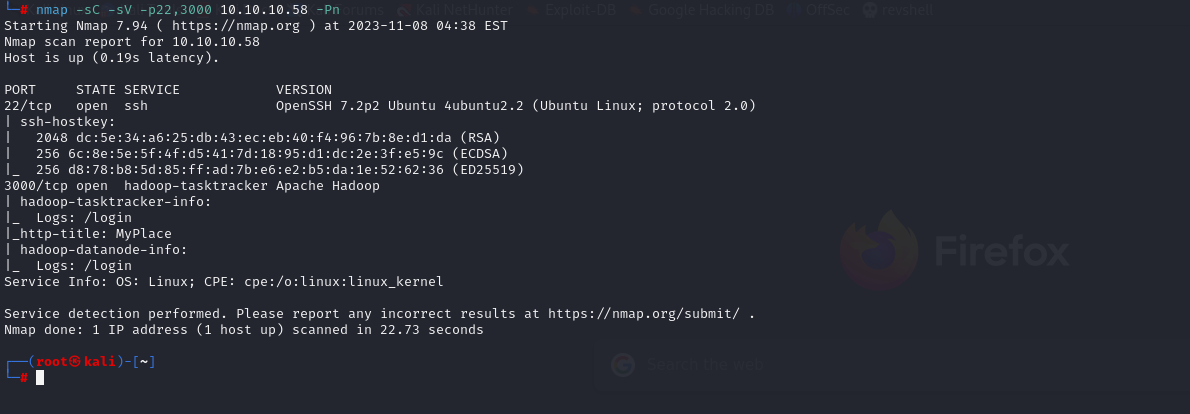 └─# nmap -sC -sV -p22,3000 10.10.10.58 -Pn
Forums Kali NetHunter Exploit-DB Google Hacking DB OffSec revshell
Starting Nmap 7.94 ( https://nmap.org ) at 2023-11-08 04:38 EST
Nmap scan report for 10.10.10.58
Host is up (0.19s latency).
PORT     STATE SERVICE           VERSION
22/tcp   open  ssh               OpenSSH 7.2p2 Ubuntu 4ubuntu2.2 (Ubuntu Linux; protocol 2.0)
| ssh-hostkey:
|   2048 dc:5e:34:a6:25:db:43:ec:eb:40:f4:96:7b:8e:d1:da (RSA)
|   256 6c:8e:5e:5f:4f:d5:41:7d:18:95:d1:dc:2e:3f:e5:9c (ECDSA)
|_  256 d8:78:b8:5d:85:ff:ad:7b:e6:e2:b5:da:1e:52:62:36 (ED25519)
3000/tcp open  hadoop-tasktracker Apache Hadoop
| hadoop-tasktracker-info:
|_  Logs: /login
|_http-title: MyPlace
| hadoop-datanode-info:
|_  Logs: /login
Service Info: OS: Linux; CPE: cpe:/o:linux:linux_kernel
Firefox
Service detection performed. Please report any incorrect results at https://nmap.org/submit/ .
Nmap done: 1 IP address (1 host up) scanned in 22.73 seconds
┌──(root㉿kali)-[~]
└─#
Search the web